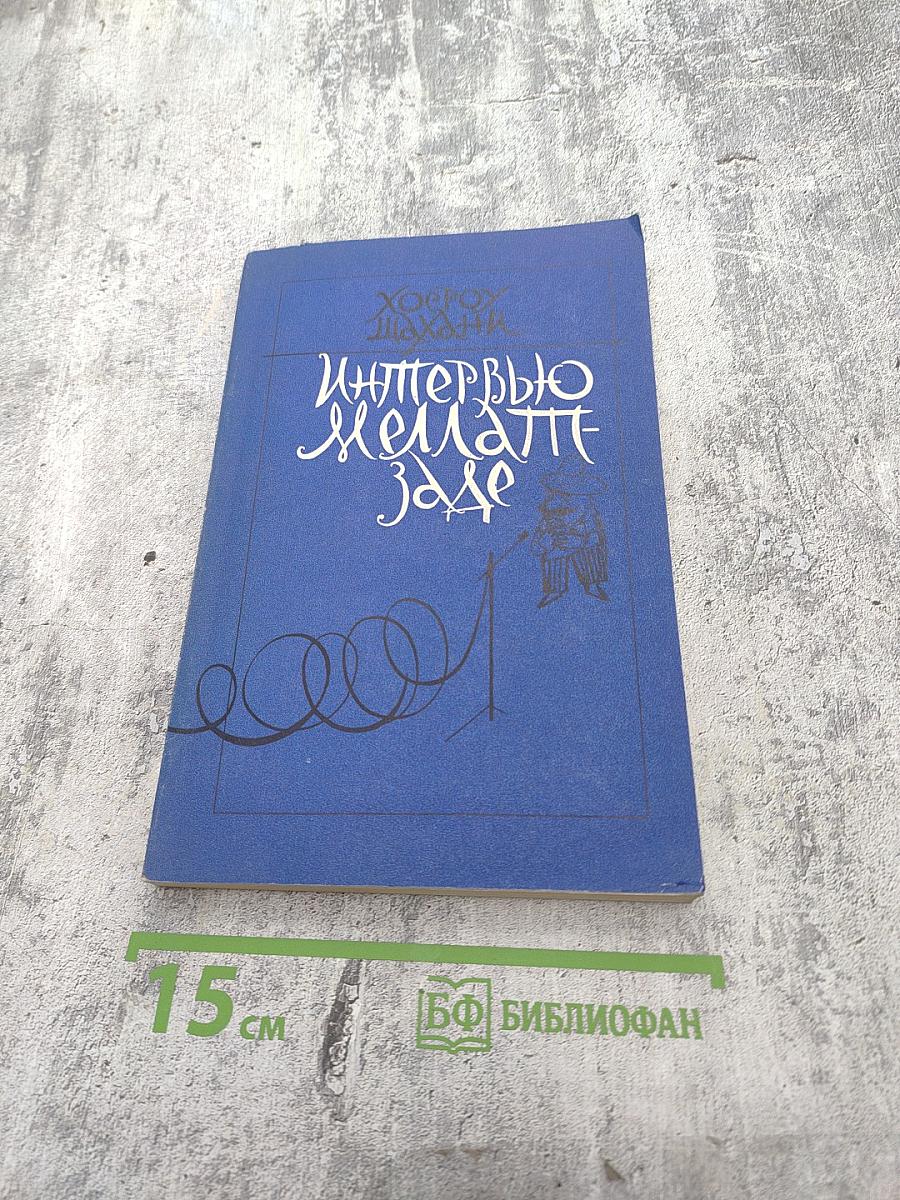 Хосроу
Шахани
Интервью
Меллат-
заде
15 см
БФ БИБЛИОФАН